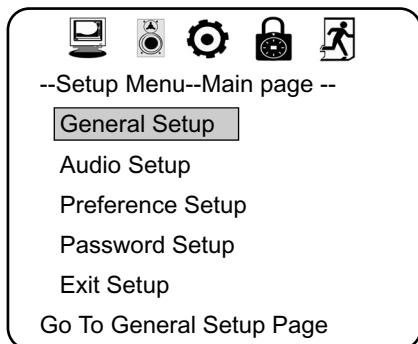 --Setup Menu--Main page --
General Setup
Audio Setup
Preference Setup
Password Setup
Exit Setup
Go To General Setup Page